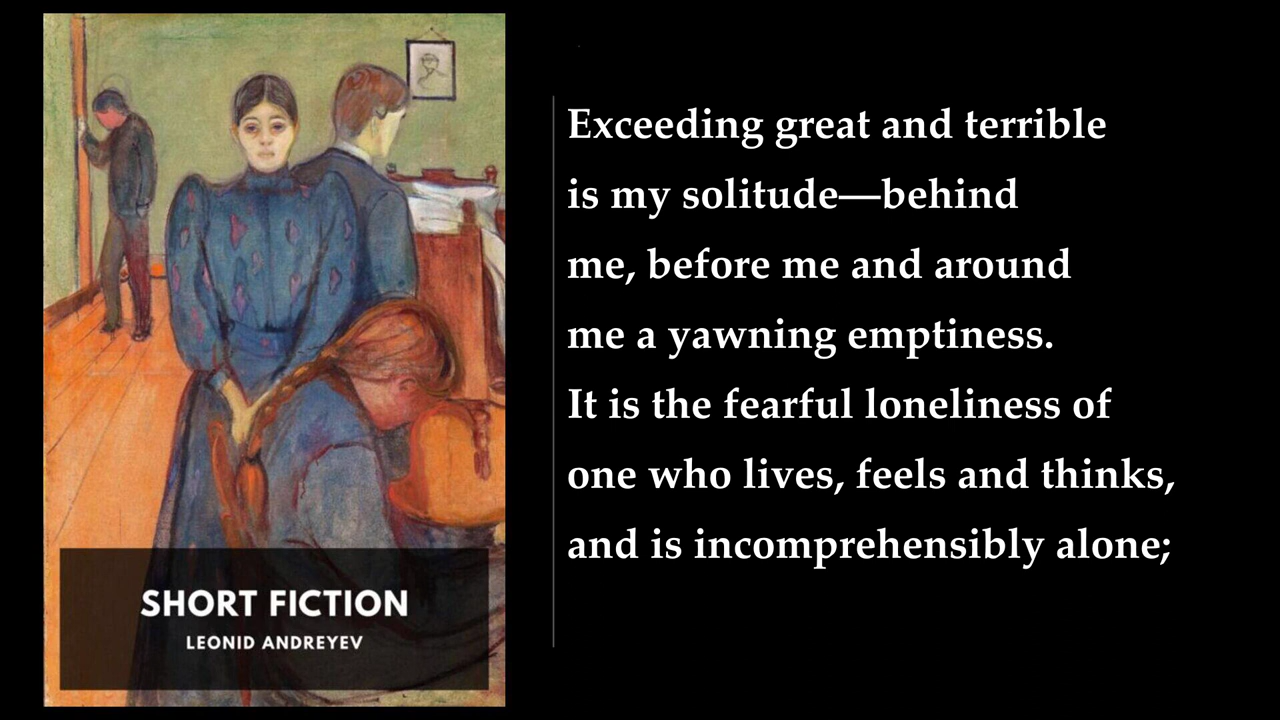 SHORT FICTION
LEONID ANDREYEV
Exceeding great and terrible
is my solitude—behind
me, before me and around
me a yawning emptiness.
It is the fearful loneliness of
one who lives, feels and thinks,
and is incomprehensibly alone;